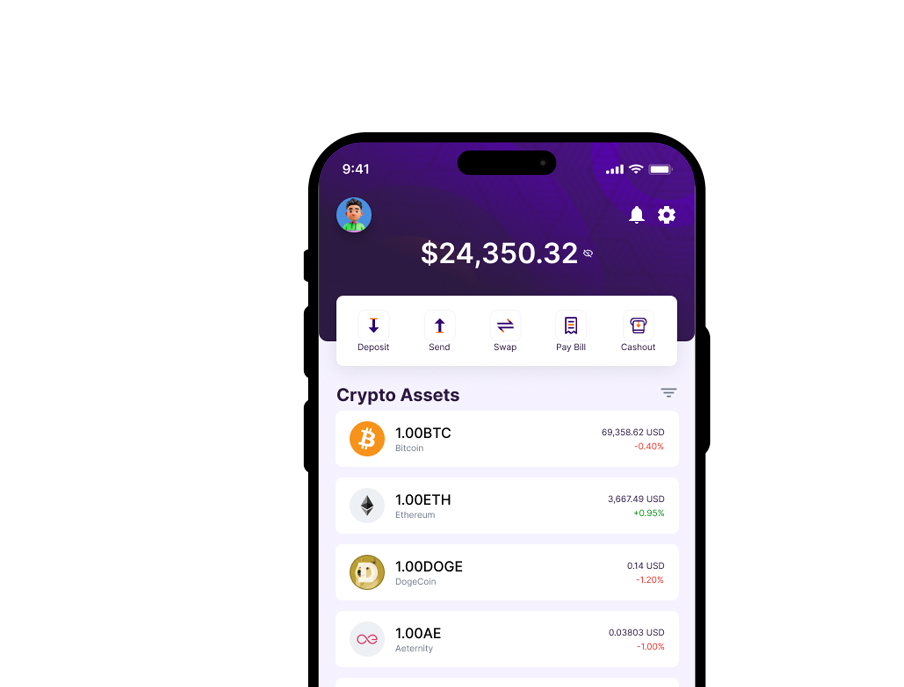 9:41
$24,350.32
Deposit Send Swap Pay Bill Cashout
Crypto Assets
1.00BTC 69,358.62 USD
Bitcoin -0.40%
1.00ETH 3,667.49 USD
Ethereum +0.95%
1.00DOGE 0.14 USD
DogeCoin -1.20%
1.00AE 0.03803 USD
Aeternity -1.00%